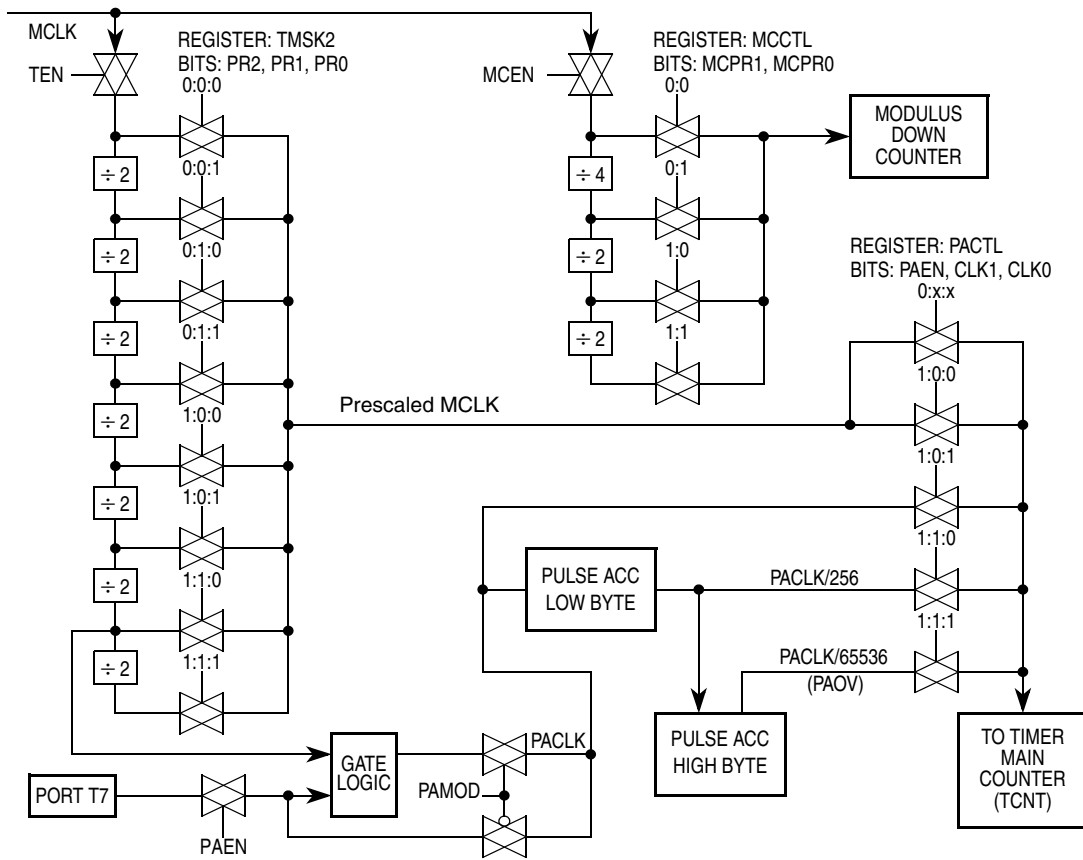 MCLK
TEN
REGISTER: TMSK2
BITS: PR2, PR1, PR0
0:0:0
0:0:1
0:1:0
0:1:1
1:0:0
1:0:1
1:1:0
1:1:1
÷ 2
÷ 2
÷ 2
÷ 2
÷ 2
÷ 2
÷ 2
MCEN
REGISTER: MCCTL
BITS: MCPR1, MCPR0
0:0
0:1
1:0
1:1
÷ 4
÷ 2
÷ 2
MODULUS
DOWN
COUNTER
REGISTER: PACTL
BITS: PAEN, CLK1, CLK0
0:x:x
1:0:0
1:0:1
1:1:0
1:1:1
Prescaled MCLK
PULSE ACC
LOW BYTE
PACLK/256
PACLK/65536
(PAOV)
PULSE ACC
HIGH BYTE
TO TIMER
MAIN
COUNTER
(TCNT)
GATE
LOGIC
PACLK
PAMOD
PORT T7
PAEN